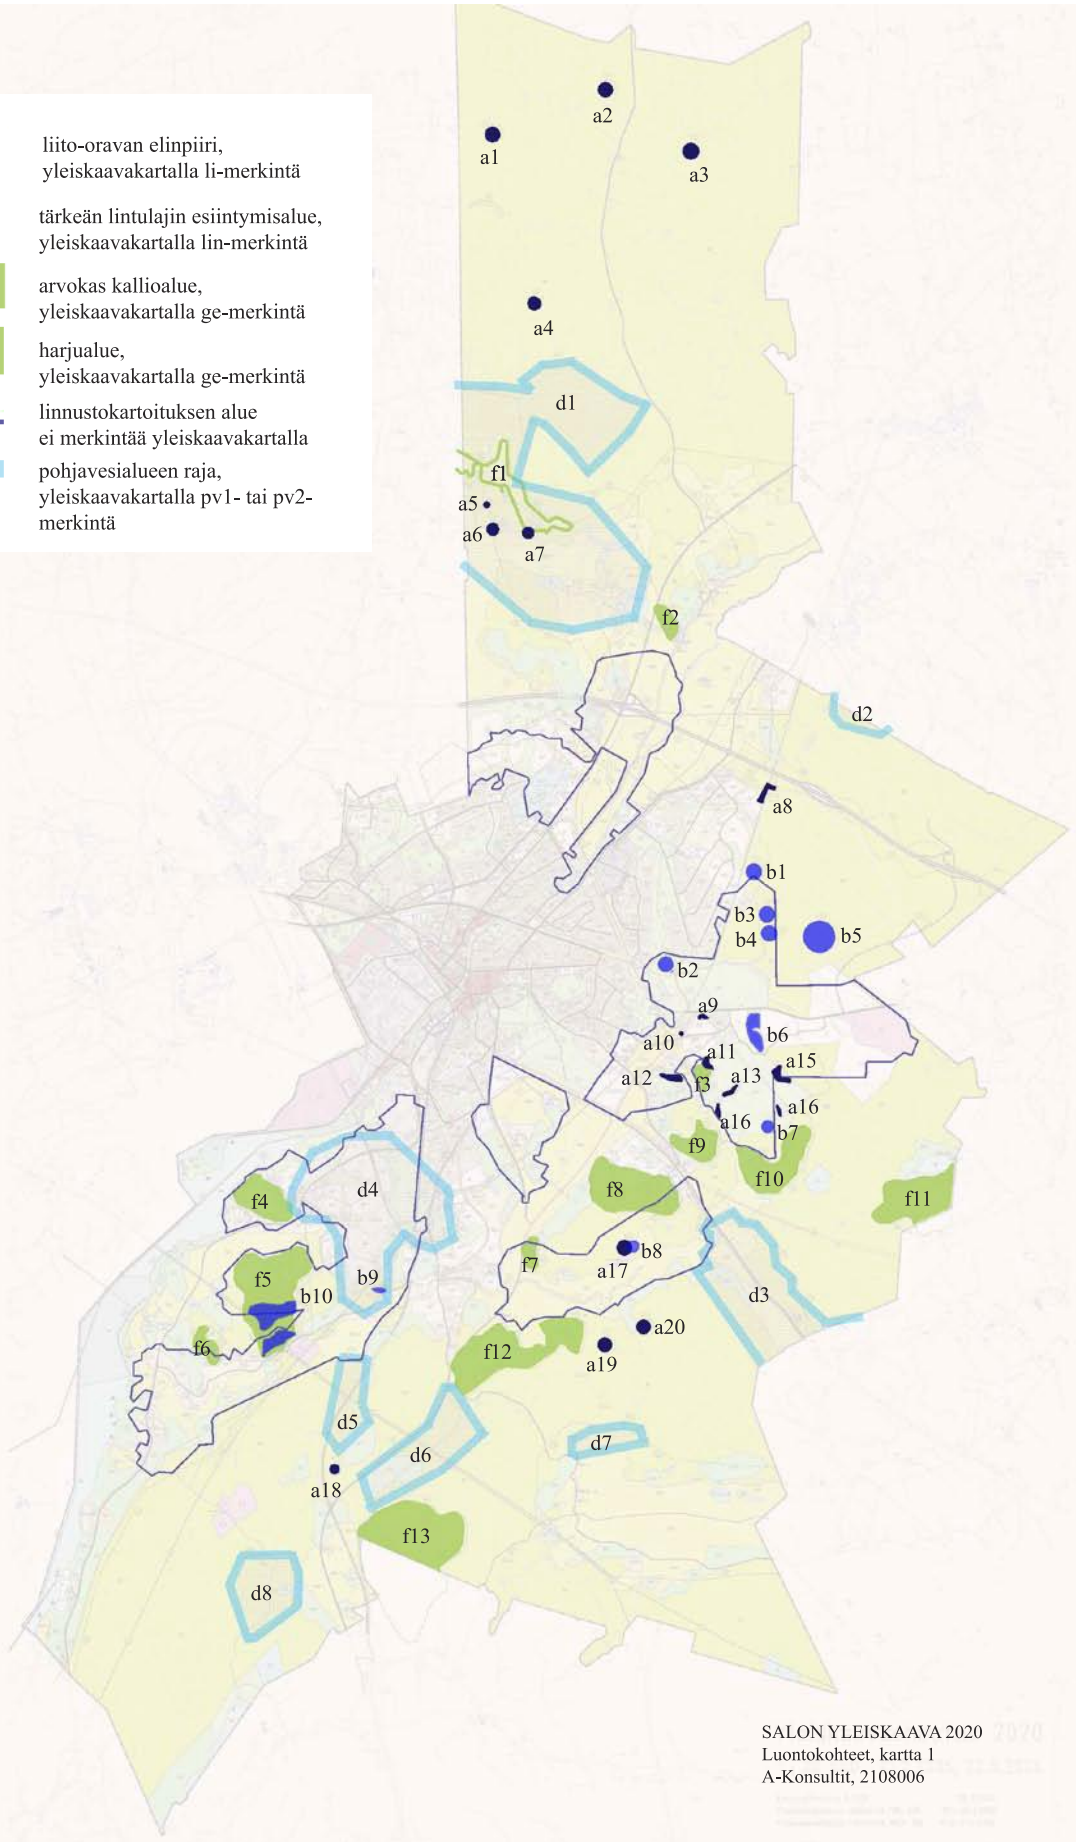 liito-oravan elinpiiri,
yleiskaavakartalla li-merkintä
tärkeän lintulajin esiintymisalue,
yleiskaavakartalla lin-merkintä
arvokas kallioalue,
yleiskaavakartalla ge-merkintä
harjualue,
yleiskaavakartalla ge-merkintä
linnustokartoituksen alue
ei merkintää yleiskaavakartalla
pohjavesialueen raja,
yleiskaavakartalla pv1- tai pv2-
merkintä
a2
a1
a3
a4
d1
f1
a5
a6
a7
f2
d2
a8
b1
b3
b4
b5
b2
a9
b6
a10
a11
a15
a12
f3
a13
a16
a16
b7
f9
f10
f8
f11
d4
f4
f7
b8
a17
f5
b9
b10
d3
f6
f12
a20
a19
d5
d6
d7
a18
f13
d8
SALON YLEISKAAVA 2020
Luontokohteet, kartta 1
A-Konsultit, 2108006
2020